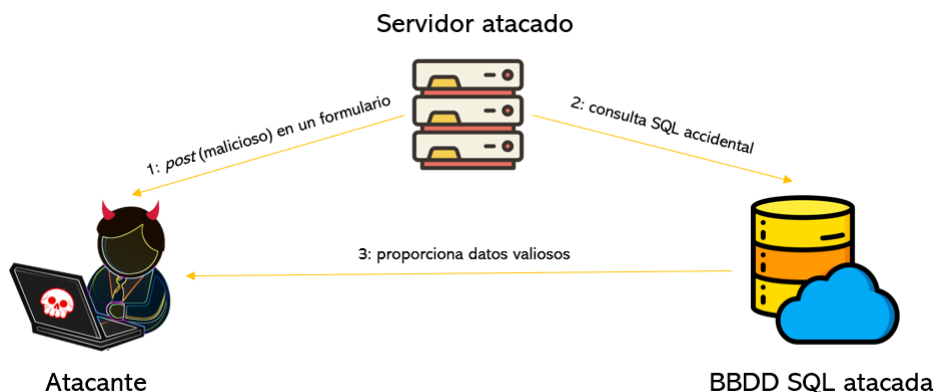 Servidor atacado
1: post (malicioso) en un formulario
2: consulta SQL accidental
3: proporciona datos valiosos
Atacante
BBDD SQL atacada